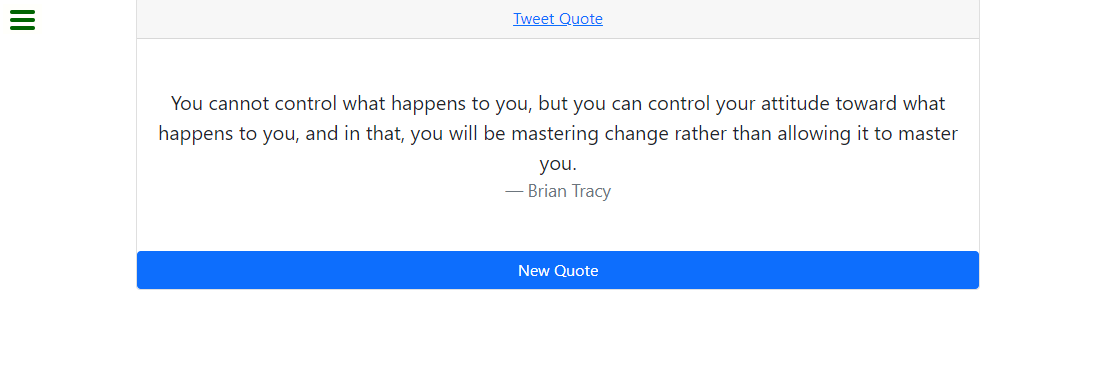 Tweet Quote
You cannot control what happens to you, but you can control your attitude toward what
happens to you, and in that, you will be mastering change rather than allowing it to master
you.
— Brian Tracy
New Quote